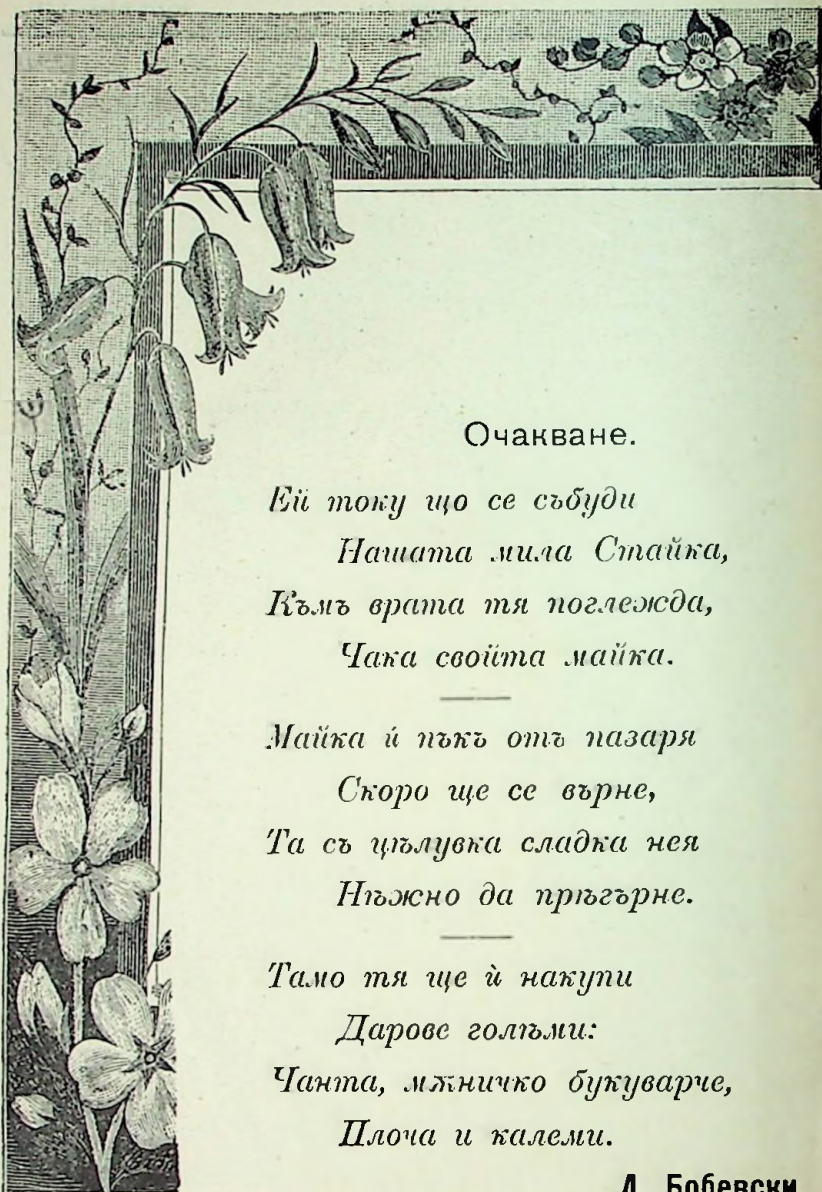 Очакване.
Ей току що се събуди
Нашата мила Стайка,
Къмъ врата тя поглежда,
Чака свойта майка.
Майка ѝ пъкъ отъ пазаря
Скоро ще се върне,
Та съ цѣлувка сладка нея
Нѣжно да прѣгърне.
Тамо тя ще ѝ накупи
Дарове голѣми:
Чанта, мѫничко букварче,
Плоча и калеми.
Бобевски